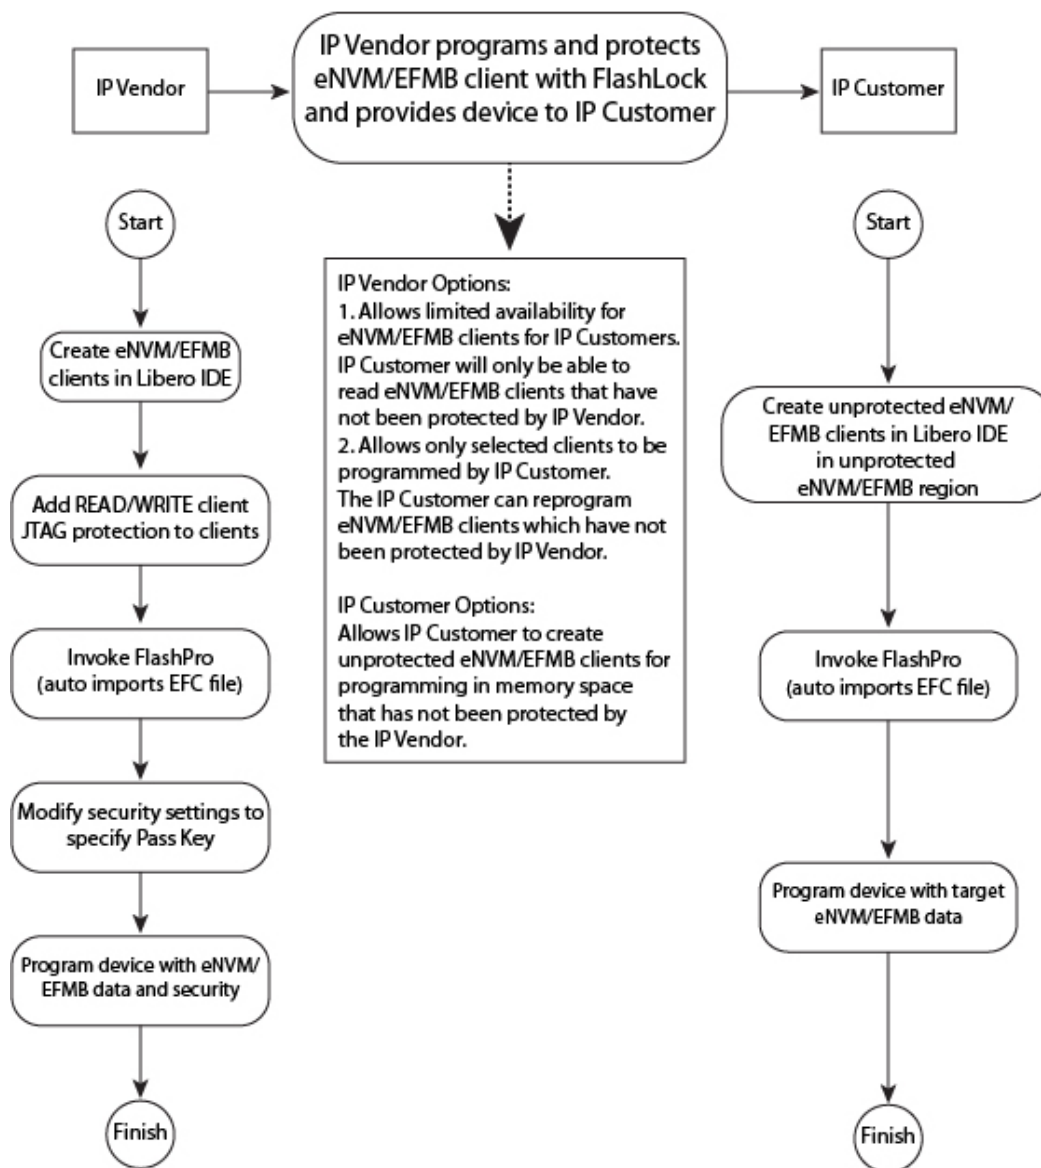 IP Vendor
IP Vendor programs and protects
eNVM/EFMB client with FlashLock
and provides device to IP Customer
IP Customer
Start
Create eNVM/EFMB
clients in Libero IDE
Add READ/WRITE client
JTAG protection to clients
Invoke FlashPro
(auto imports EFC file)
Modify security settings to
specify Pass Key
Program device with eNVM/
EFMB data and security
Finish
IP Vendor Options:
1. Allows limited availability for
eNVM/EFMB clients for IP Customers.
IP Customer will only be able to
read eNVM/EFMB clients that have
not been protected by IP Vendor.
2. Allows only selected clients to be
programmed by IP Customer.
The IP Customer can reprogram
eNVM/EFMB clients which have not
been protected by IP Vendor.
IP Customer Options:
Allows IP Customer to create
unprotected eNVM/EFMB clients for
programming in memory space
that has not been protected by
the IP Vendor.
Start
Create unprotected eNVM/
EFMB clients in Libero IDE
in unprotected
eNVM/EFMB region
Invoke FlashPro
(auto imports EFC file)
Program device with target
eNVM/EFMB data
Finish